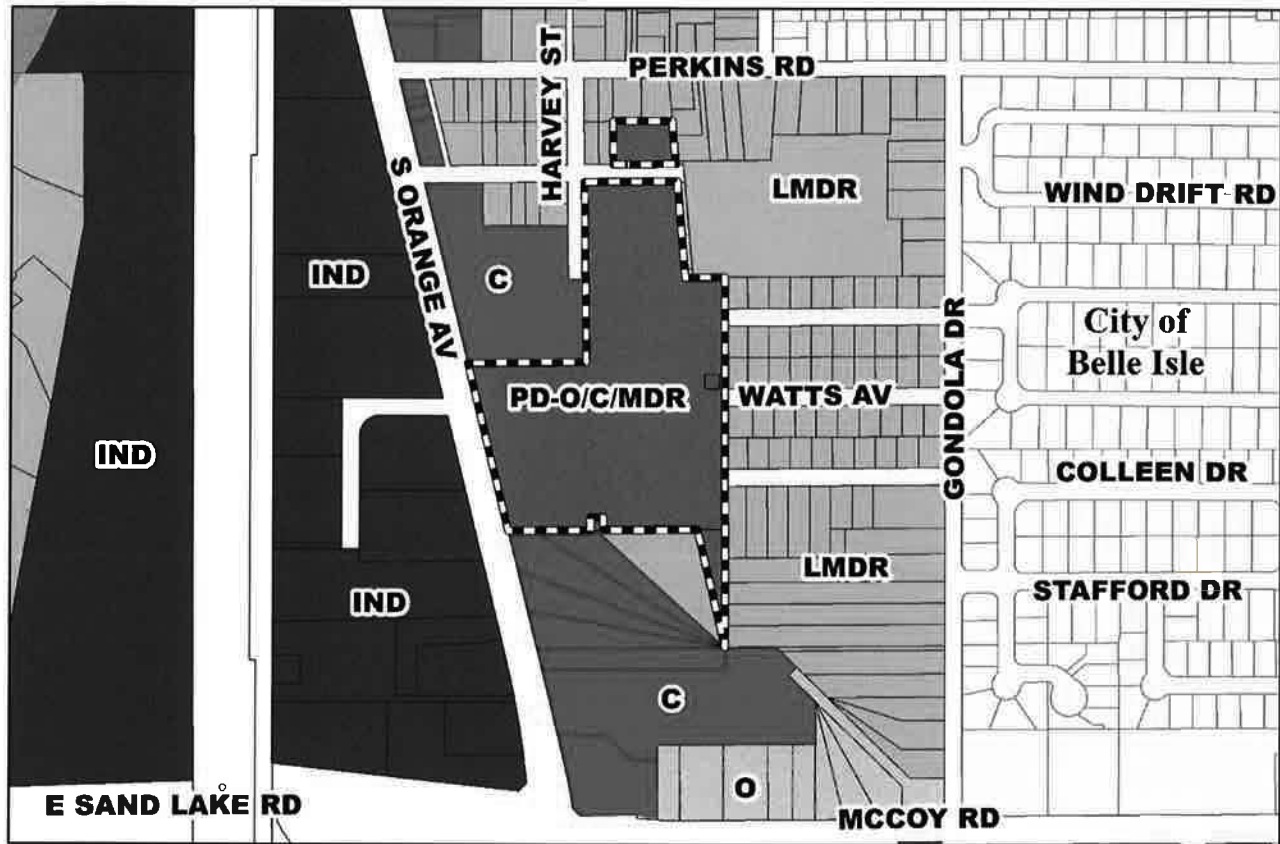 PERKINS RD
HARVEY ST
S ORANGE AV
LMDR
WIND DRIFT RD
IND
C
GONDOLA DR
City of
Belle Isle
PD-O/C/MDR
WATTS AV
IND
COLLEEN DR
LMDR
STAFFORD DR
IND
C
O
E SAND LAKE RD
MCCOY RD